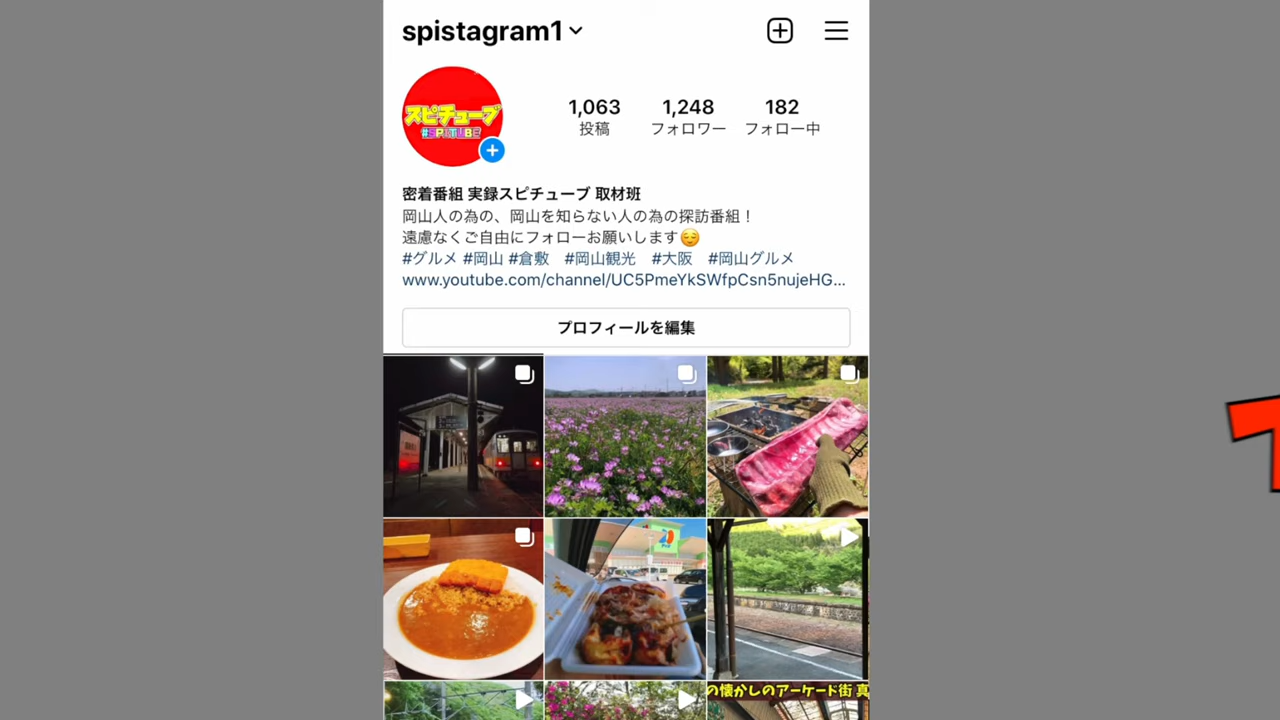 spistagram1
スピチューブ
#SPITUBE
1,063
投稿
1,248
フォロワー
182
フォロー中
密着番組 実録スピチューブ 取材班
岡山人の為の、岡山を知らない人の為の探訪番組！
遠慮なくご自由にフォローお願いします😌
#グルメ #岡山 #倉敷　#岡山観光　#大阪　#岡山グルメ
www.youtube.com/channel/UC5PmeYkSWfpCsn5nujeHG...
プロフィールを編集
の懐かしのアーケード街 真